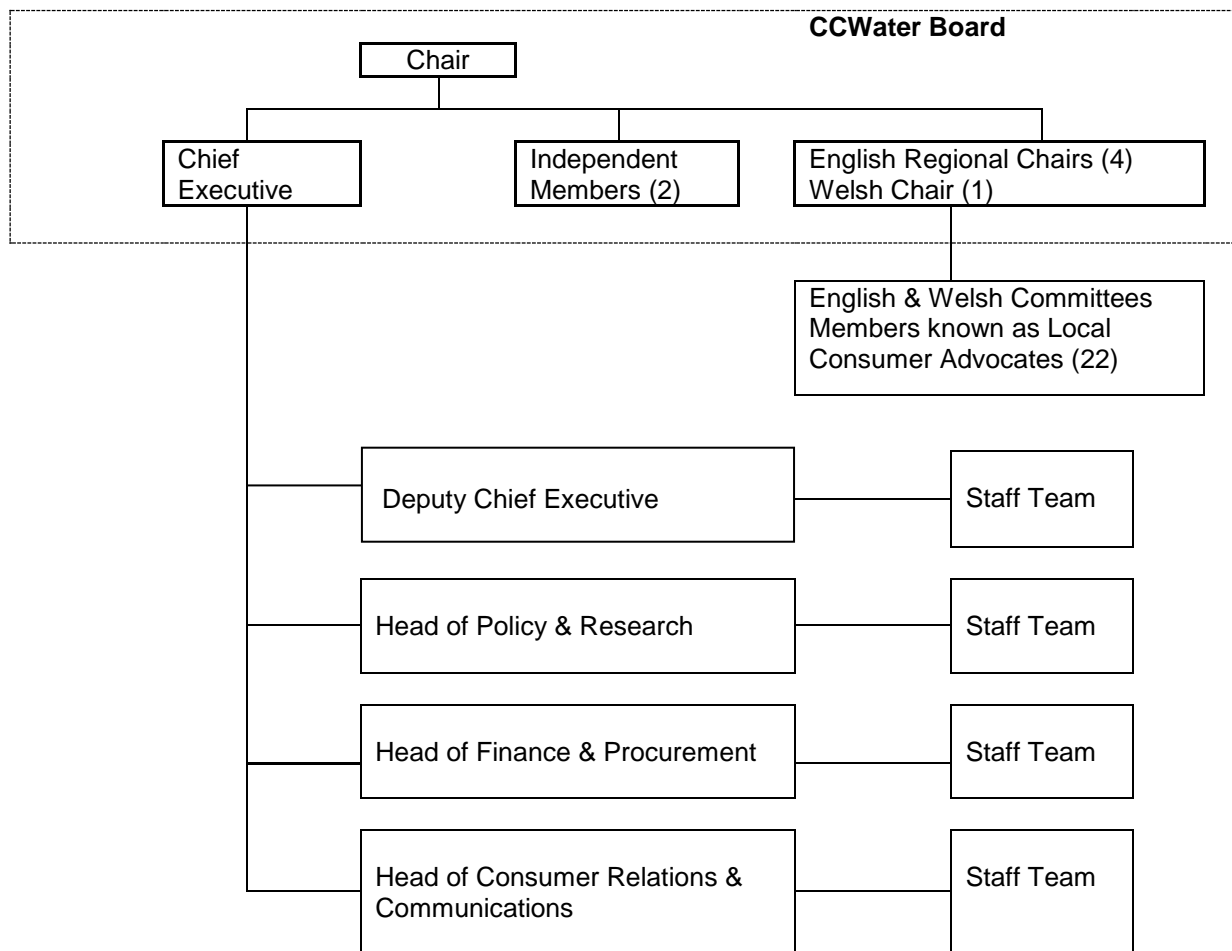 CCWater Board
Chair
Chief
Executive
Independent
Members (2)
English Regional Chairs (4)
Welsh Chair (1)
English & Welsh Committees
Members known as Local
Consumer Advocates (22)
Deputy Chief Executive
Staff Team
Head of Policy & Research
Staff Team
Head of Finance & Procurement
Staff Team
Head of Consumer Relations &
Communications
Staff Team